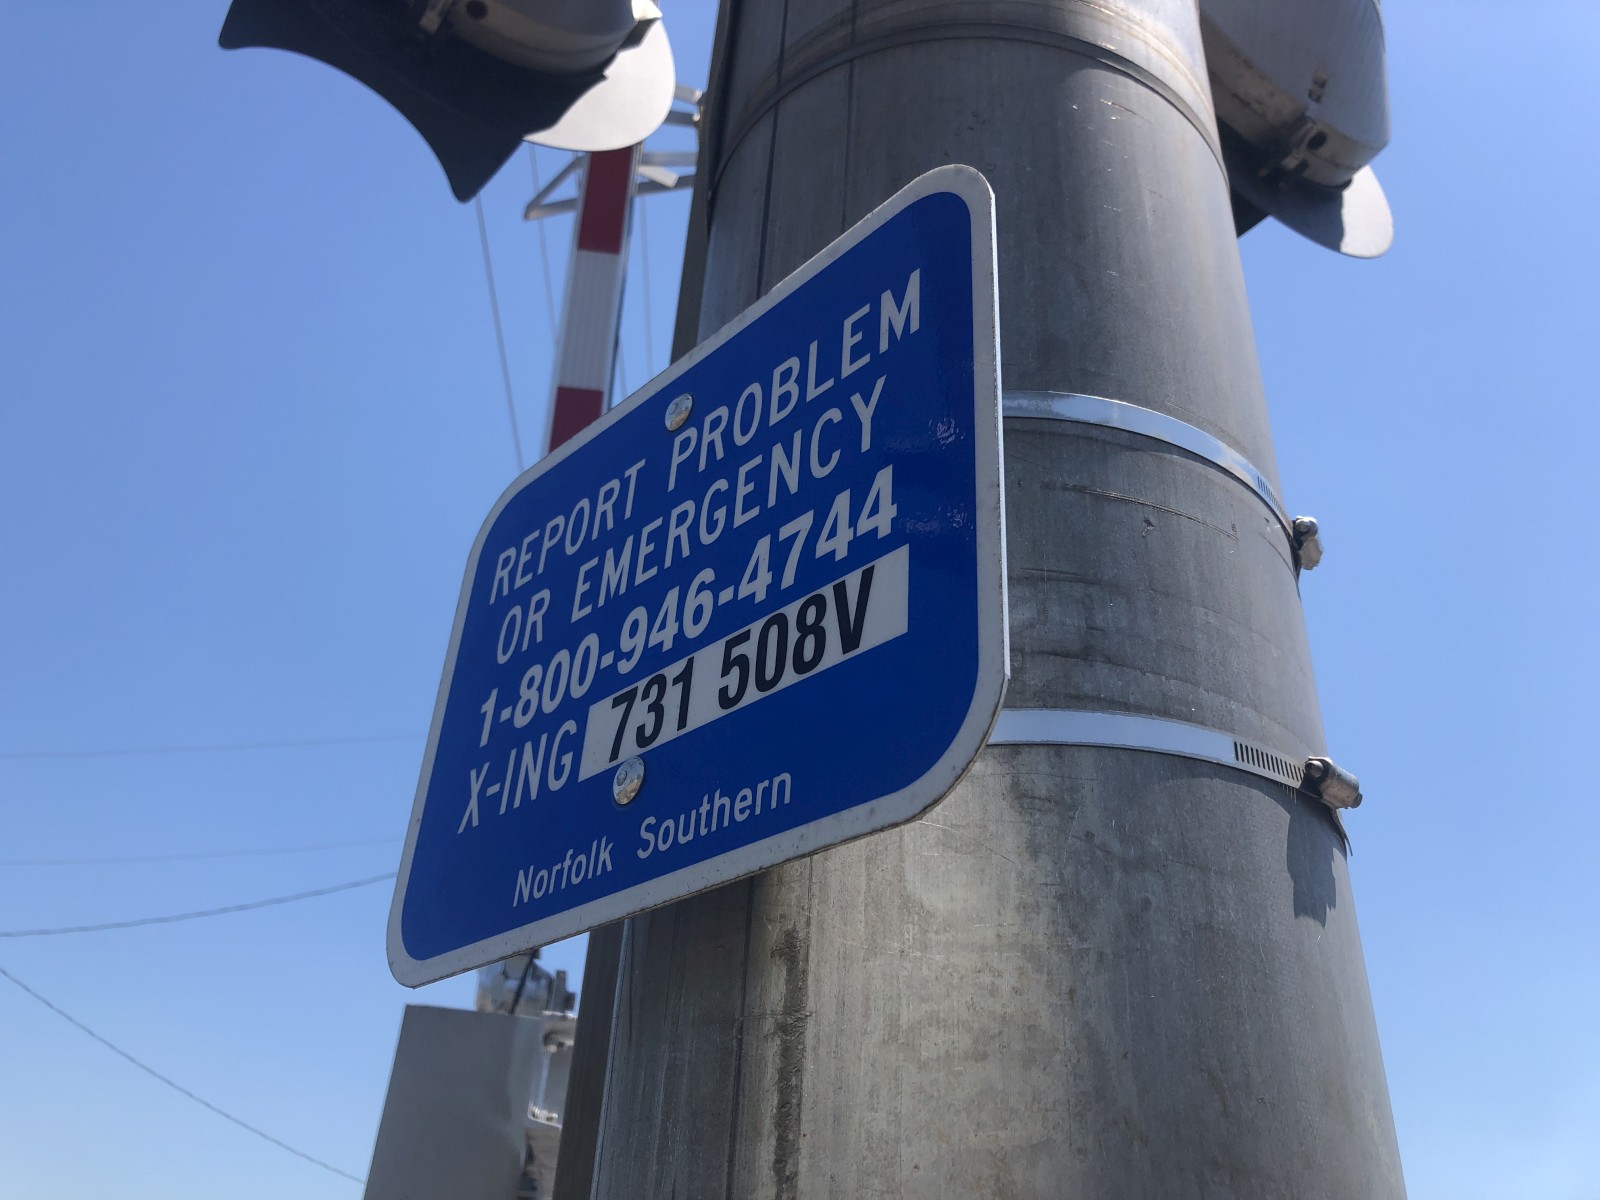 REPORT PROBLEM
OR EMERGENCY
1-800-946-4744
X-ING 731 508V
Norfolk Southern